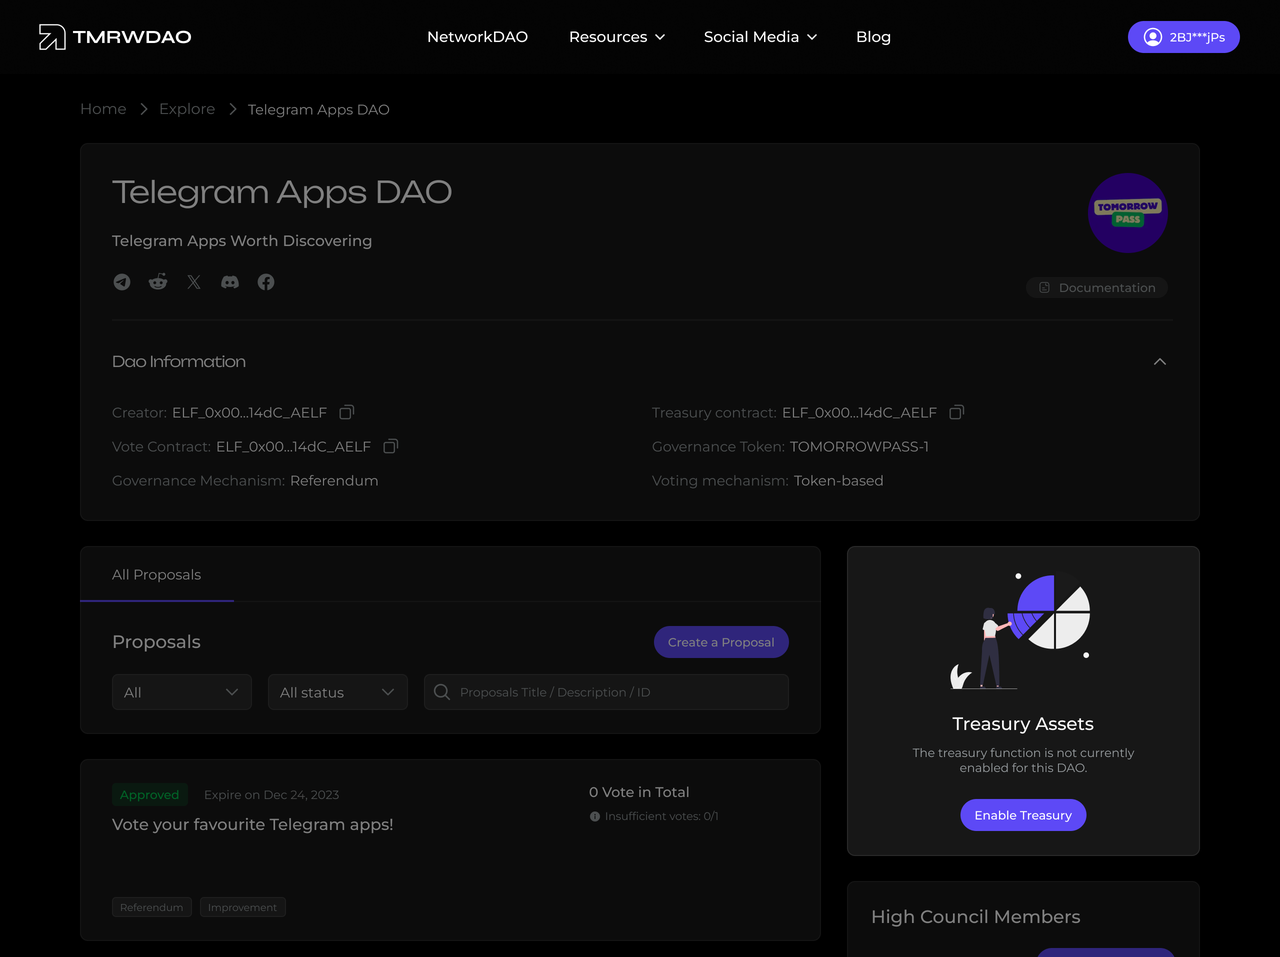 TMRWDAO
NetworkDAO
Resources
Social Media
Blog
2BJ***jPs
Home
Explore
Telegram Apps DAO
Telegram Apps DAO
Telegram Apps Worth Discovering
TOMORROW
PASS
Documentation
Dao Information
Creator: ELF_0x00...14dC_AELF
Treasury contract: ELF_0x00...14dC_AELF
Vote Contract: ELF_0x00...14dC_AELF
Governance Token: TOMORROWPASS-1
Governance Mechanism: Referendum
Voting mechanism: Token-based
All Proposals
Proposals
Create a Proposal
All
All status
Proposals Title / Description / ID
Approved
Expire on Dec 24, 2023
Vote your favourite Telegram apps!
0 Vote in Total
Insufficient votes: 0/1
Referendum
Improvement
Treasury Assets
The treasury function is not currently
enabled for this DAO.
Enable Treasury
High Council Members